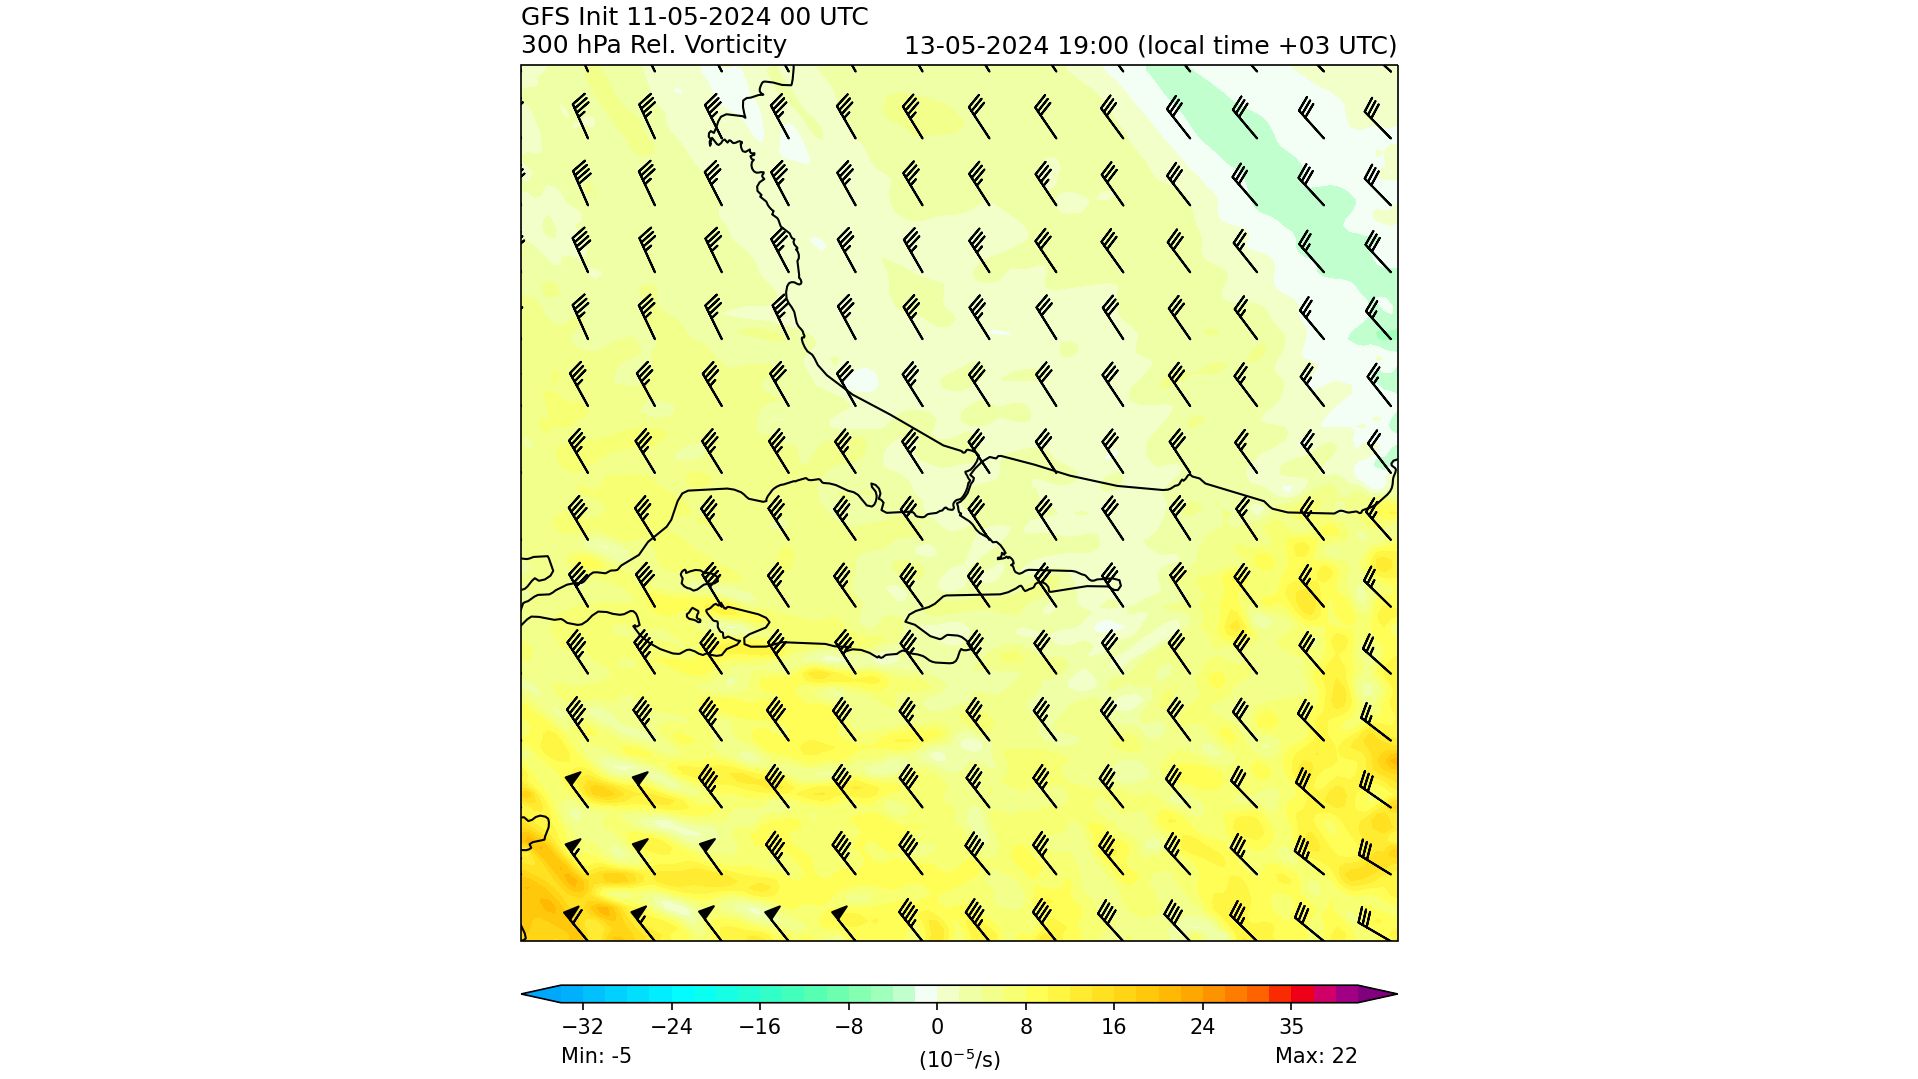 GFS Init 11-05-2024 00 UTC
300 hPa Rel. Vorticity
13-05-2024 19:00 (local time +03 UTC)
−32 −24 −16 −8 0 8 16 24 35
Min: -5 (10⁻⁵/s) Max: 22